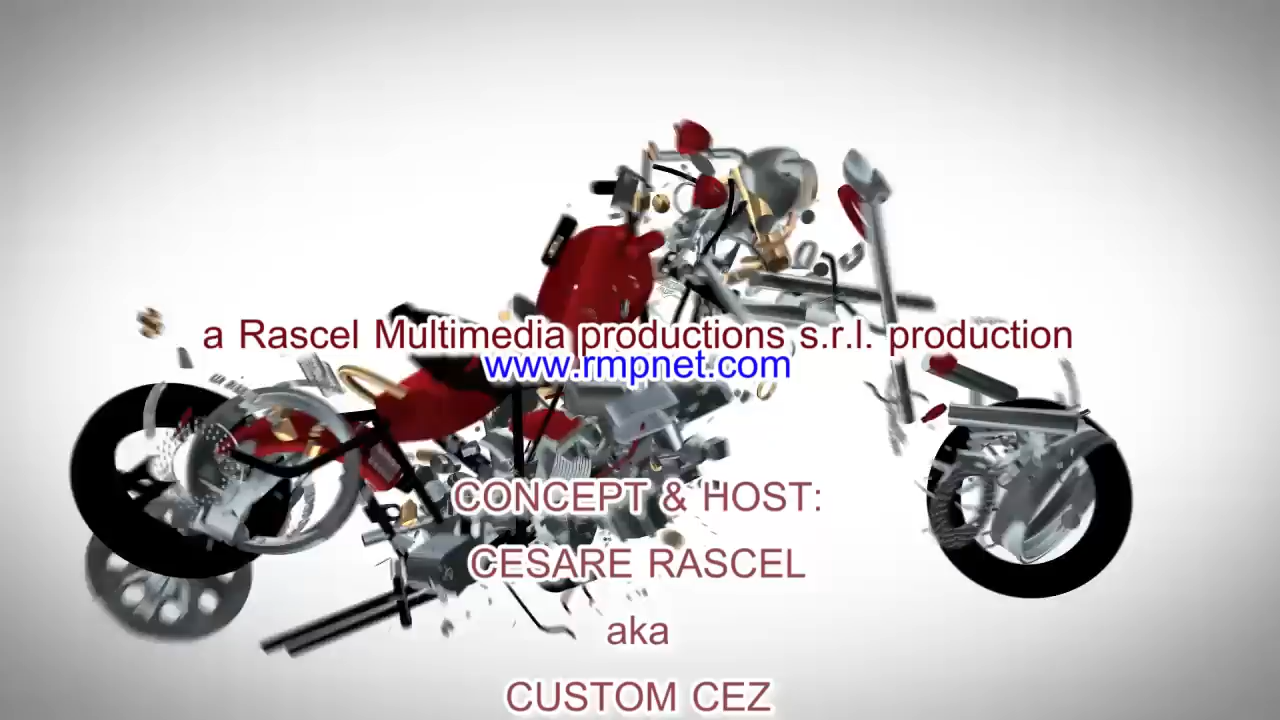 a Rascel Multimedia productions s.r.l. production
www.rmpnet.com
CONCEPT & HOST:
CESARE RASCEL
aka
CUSTOM CEZ